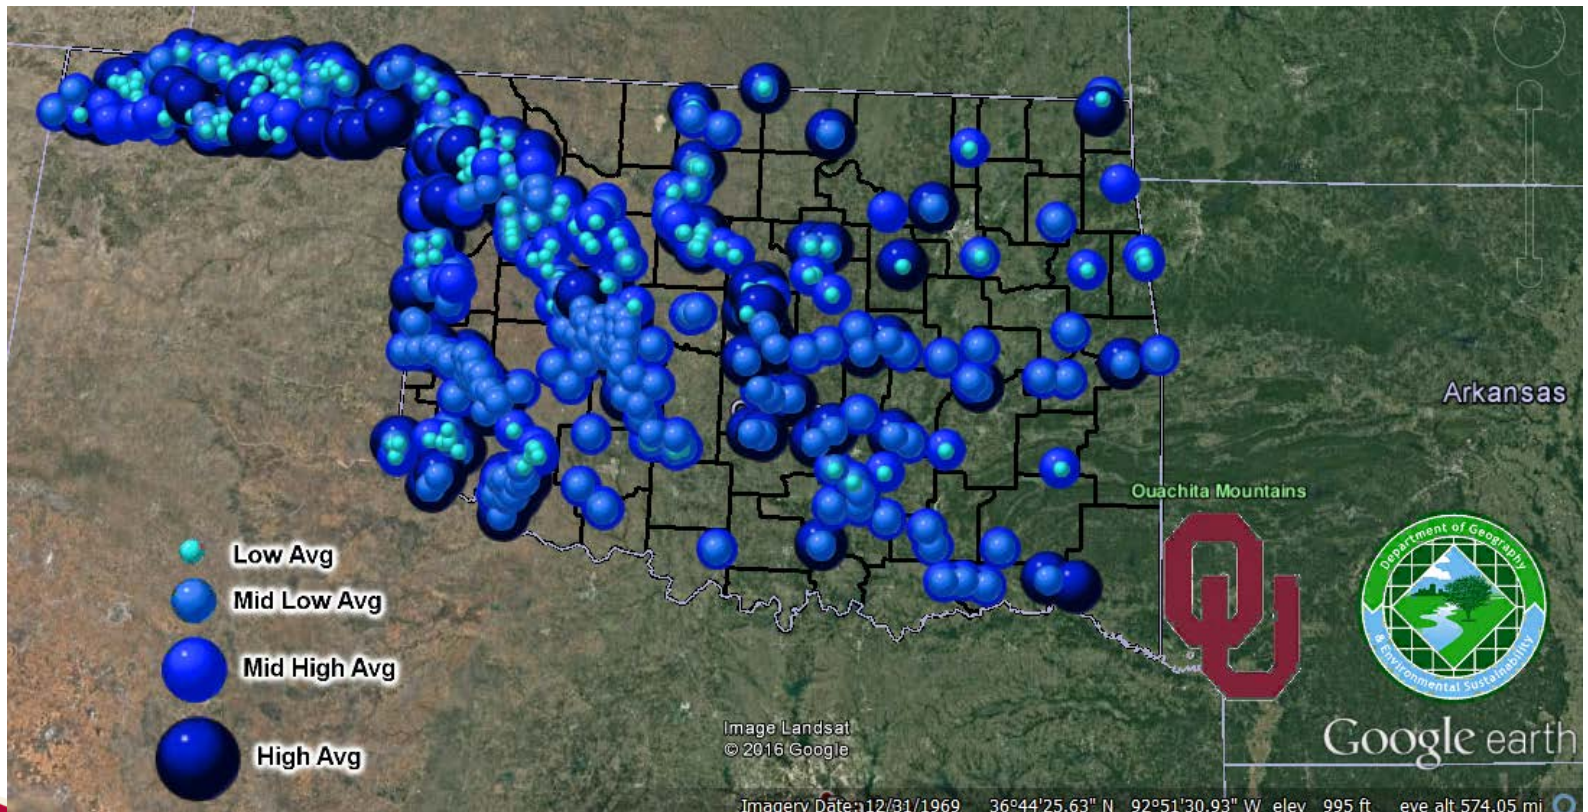 Arkansas
Ouachita Mountains
Low Avg
Mid Low Avg
Mid High Avg
High Avg
OU
Department of Geography
& Environmental Sustainability
Image Landsat
© 2016 Google
Google earth
Imagery Date: 12/31/1969 36°44'25.63" N 92°51'30.93" W elev 995 ft eye alt 574.05 mi